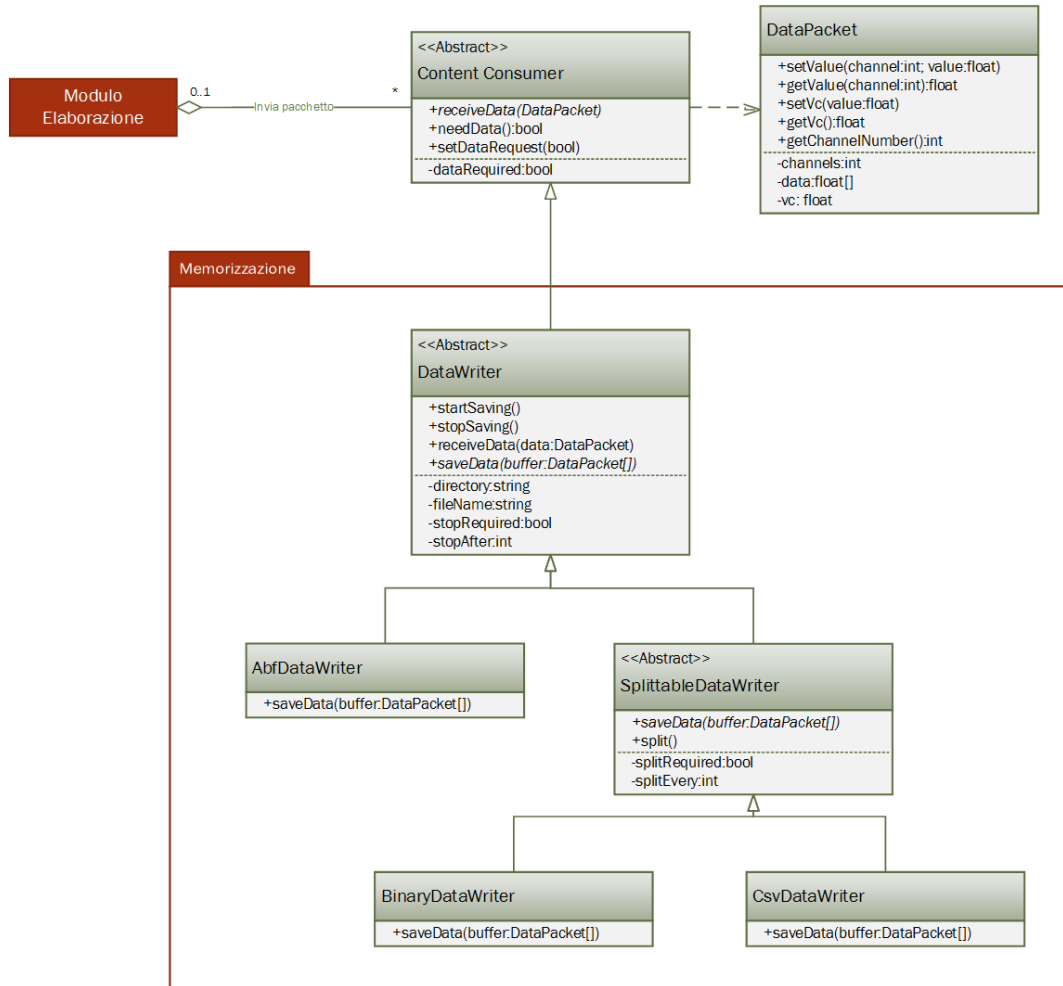 Modulo
Elaborazione
0..1
Invia pacchetto
*
<<Abstract>>
Content Consumer
+receiveData(DataPacket)
+needData():bool
+setDataRequest(bool)
-dataRequired:bool
DataPacket
+setValue(channel:int; value:float)
+getValue(channel:int):float
+setVc(value:float)
+getVc():float
+getChannelNumber():int
-channels:int
-data:float[]
-vc: float
Memorizzazione
<<Abstract>>
DataWriter
+startSaving()
+stopSaving()
+receiveData(data:DataPacket)
+saveData(buffer:DataPacket[])
-directory:string
-fileName:string
-stopRequired:bool
-stopAfter:int
AbfDataWriter
+saveData(buffer:DataPacket[])
<<Abstract>>
SplittableDataWriter
+saveData(buffer:DataPacket[])
+split()
-splitRequired:bool
-splitEvery:int
BinaryDataWriter
+saveData(buffer:DataPacket[])
CsvDataWriter
+saveData(buffer:DataPacket[])